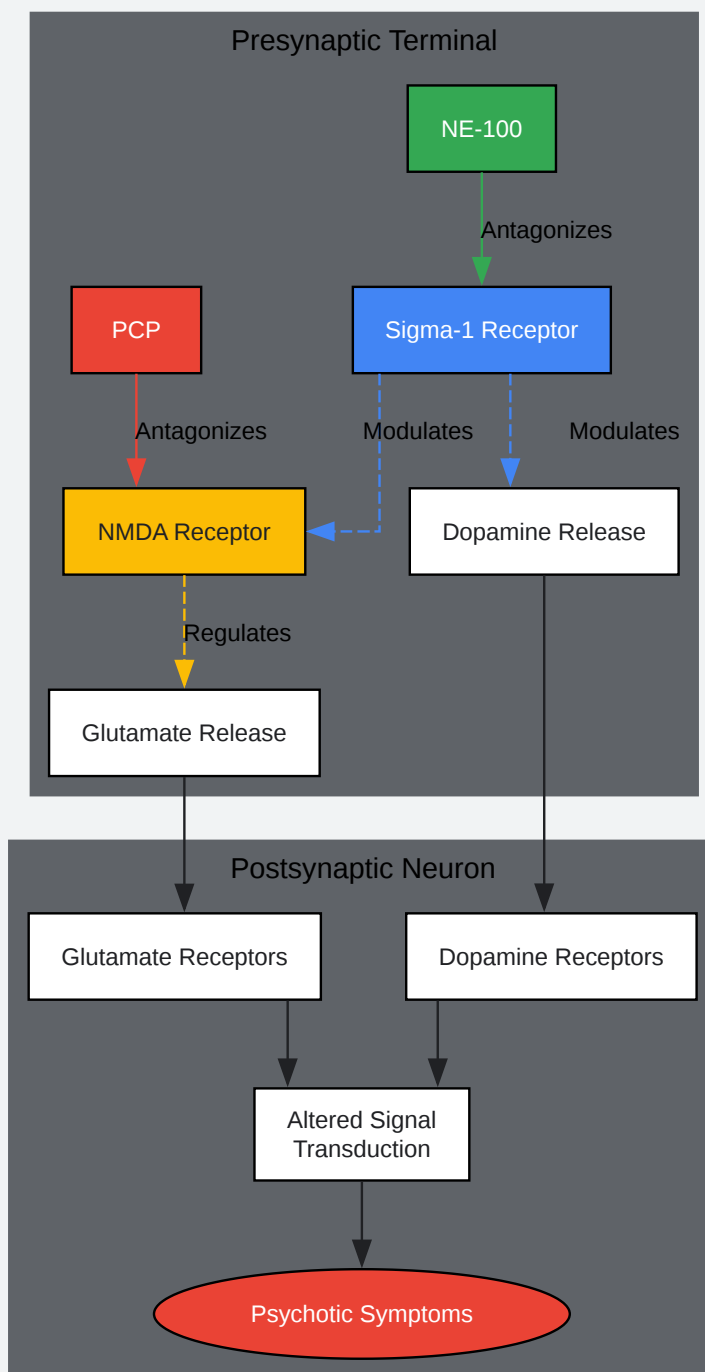 Presynaptic Terminal
NE-100
Antagonizes
PCP
Sigma-1 Receptor
Antagonizes
Modulates
Modulates
NMDA Receptor
Dopamine Release
Regulates
Glutamate Release
Postsynaptic Neuron
Glutamate Receptors
Dopamine Receptors
Altered Signal
Transduction
Psychotic Symptoms